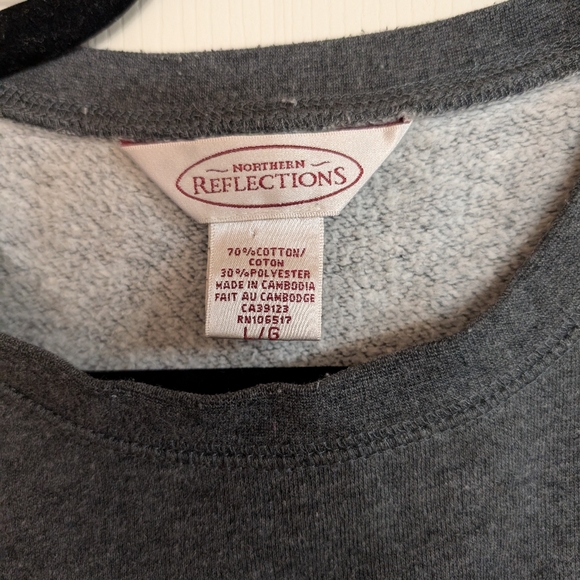 NORTHERN
REFLECTIONS
70%COTTON/
COTON
30%POLYESTER
MADE IN CAMBODIA
FAIT AU CAMBODGE
CA39123
RN106517
L/G